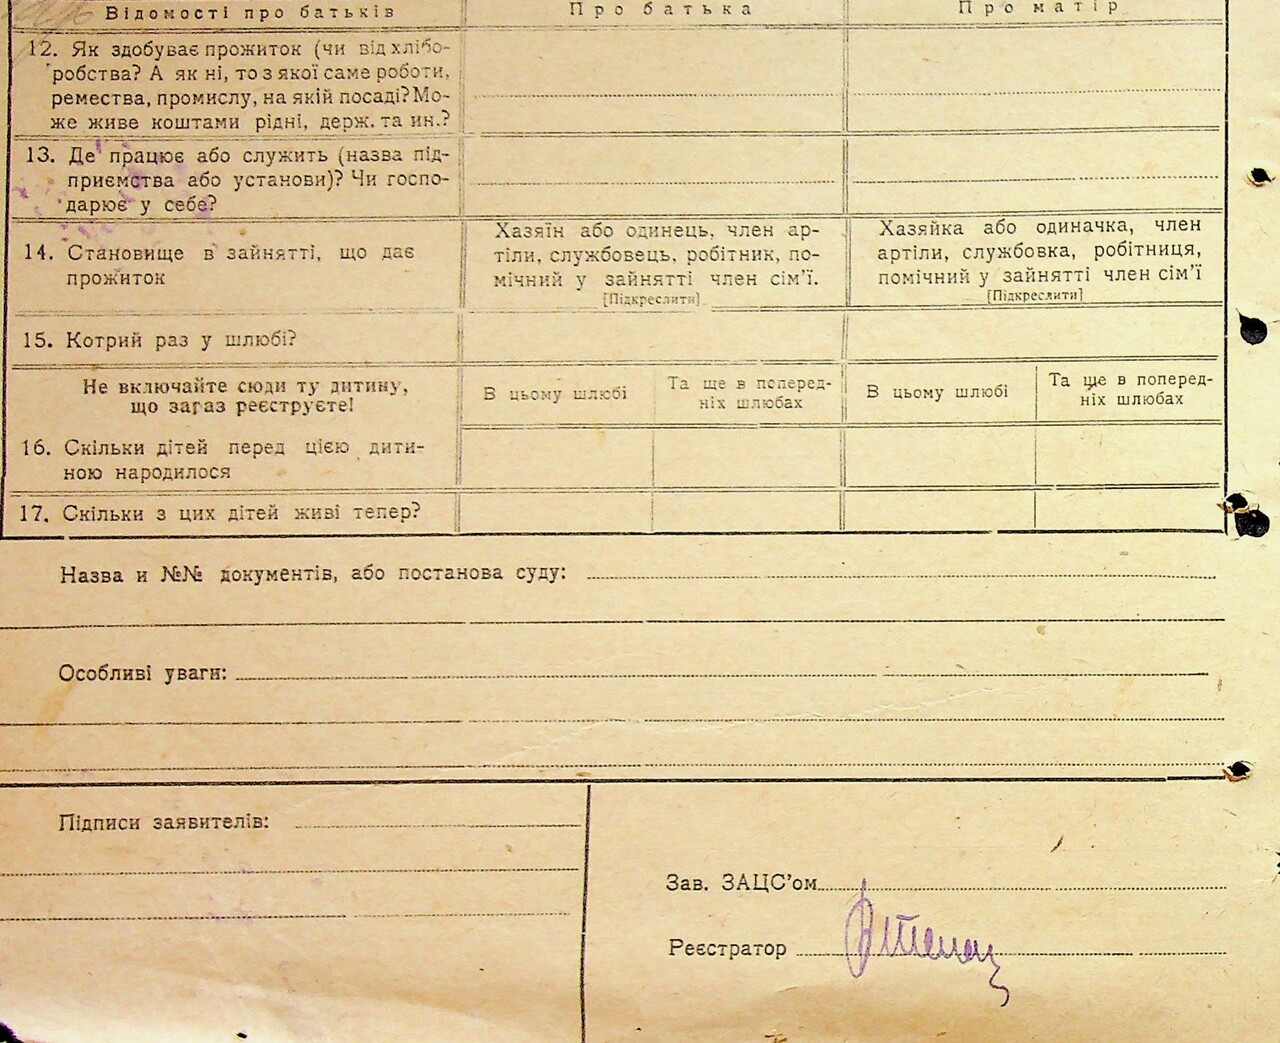 Відомості про батьків
Про батька
Про матір
12. Як здобуває прожиток (чи від хлібо-
робства? А як ні, то з якої саме роботи,
ремества, промислу, на якій посаді? Мо-
же живе коштами рідні, держ. та ин.?
13. Де працює або служить (назва під-
приємства або установи)? Чи госпо-
дарює у себе?
14. Становище в зайнятті, що дає
прожиток
Хазяїн або одинець, член ар-
тіли, службовець, робітник, по-
мічний у зайнятті член сім’ї.
[Підкреслити]
Хазяйка або одиначка, член
артіли, службовка, робітниця,
помічний у зайнятті член сім’ї
[Підкреслити]
15. Котрий раз у шлюбі?
Не включайте сюди ту дитину,
що зараз реєструєте!
В цьому шлюбі
Та ще в поперед-
ніх шлюбах
В цьому шлюбі
Та ще в поперед-
ніх шлюбах
16. Скільки дітей перед цією дити-
ною народилося
17. Скільки з цих дітей живі тепер?
Назва и №№ документів, або постанова суду:
Особливі уваги:
Підписи заявителів:
Зав. ЗАЦС’ом
Реєстратор